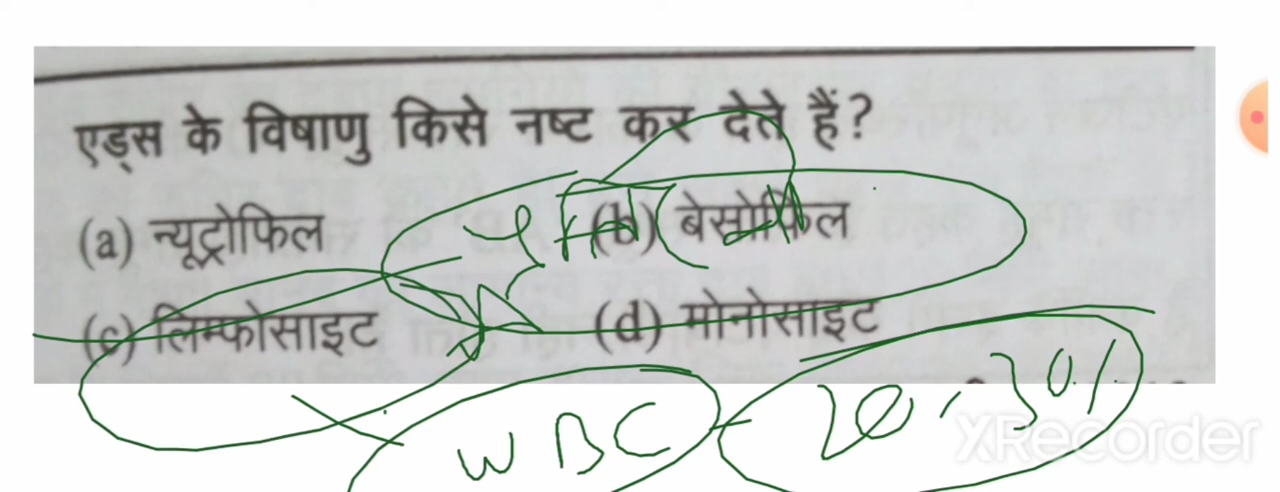 एड्स के विषाणु किसे नष्ट कर देते हैं?
(a) न्यूट्रोफिल (b) बेसोफिल
(c) लिम्फोसाइट (d) मोनोसाइट
WBC 20-30%
XRecorder